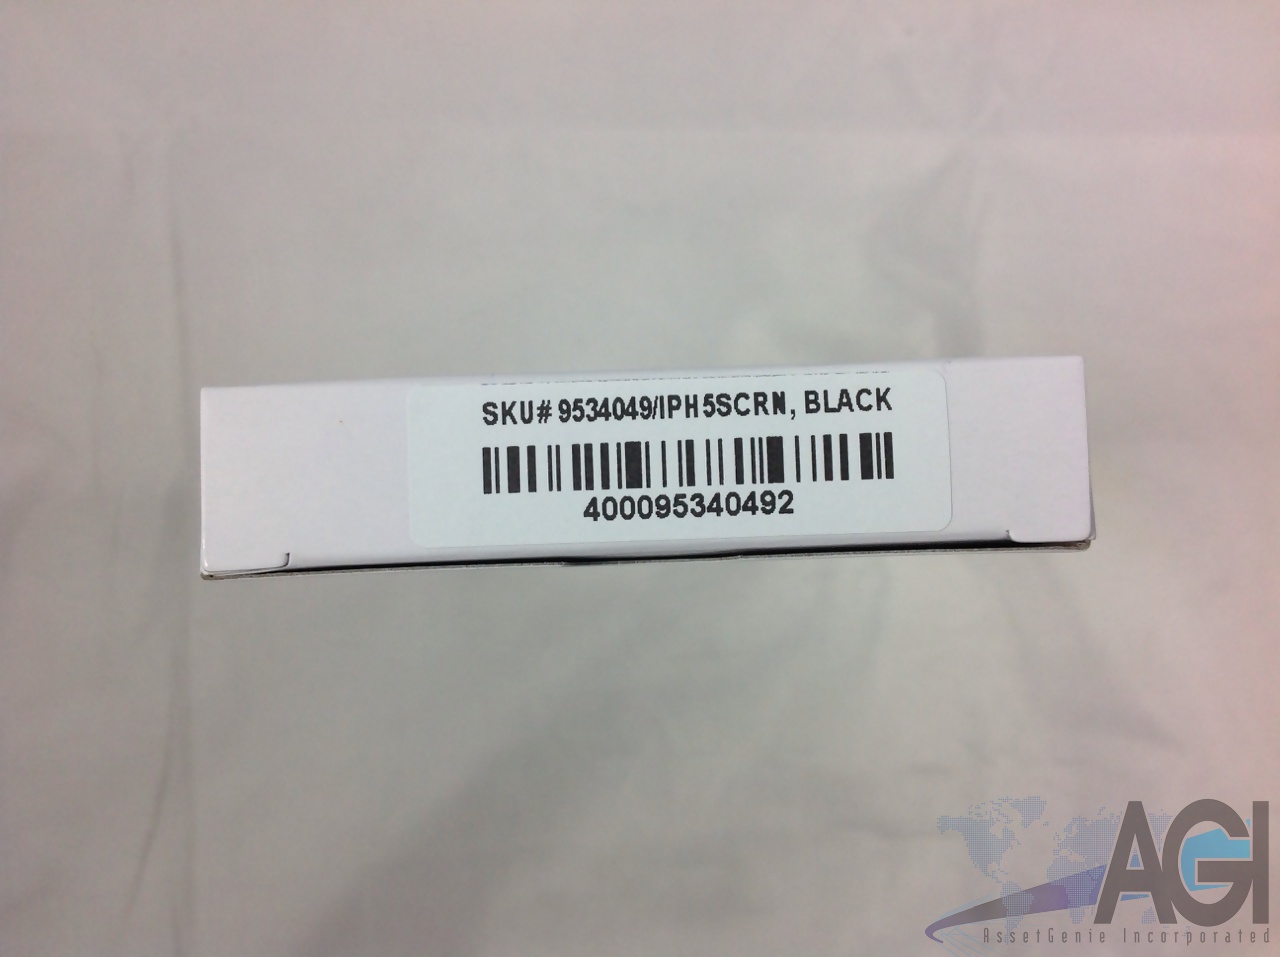 SKU# 9534049/IPH5SCRN, BLACK
400095340492
AGI
AssetGenie Incorporated